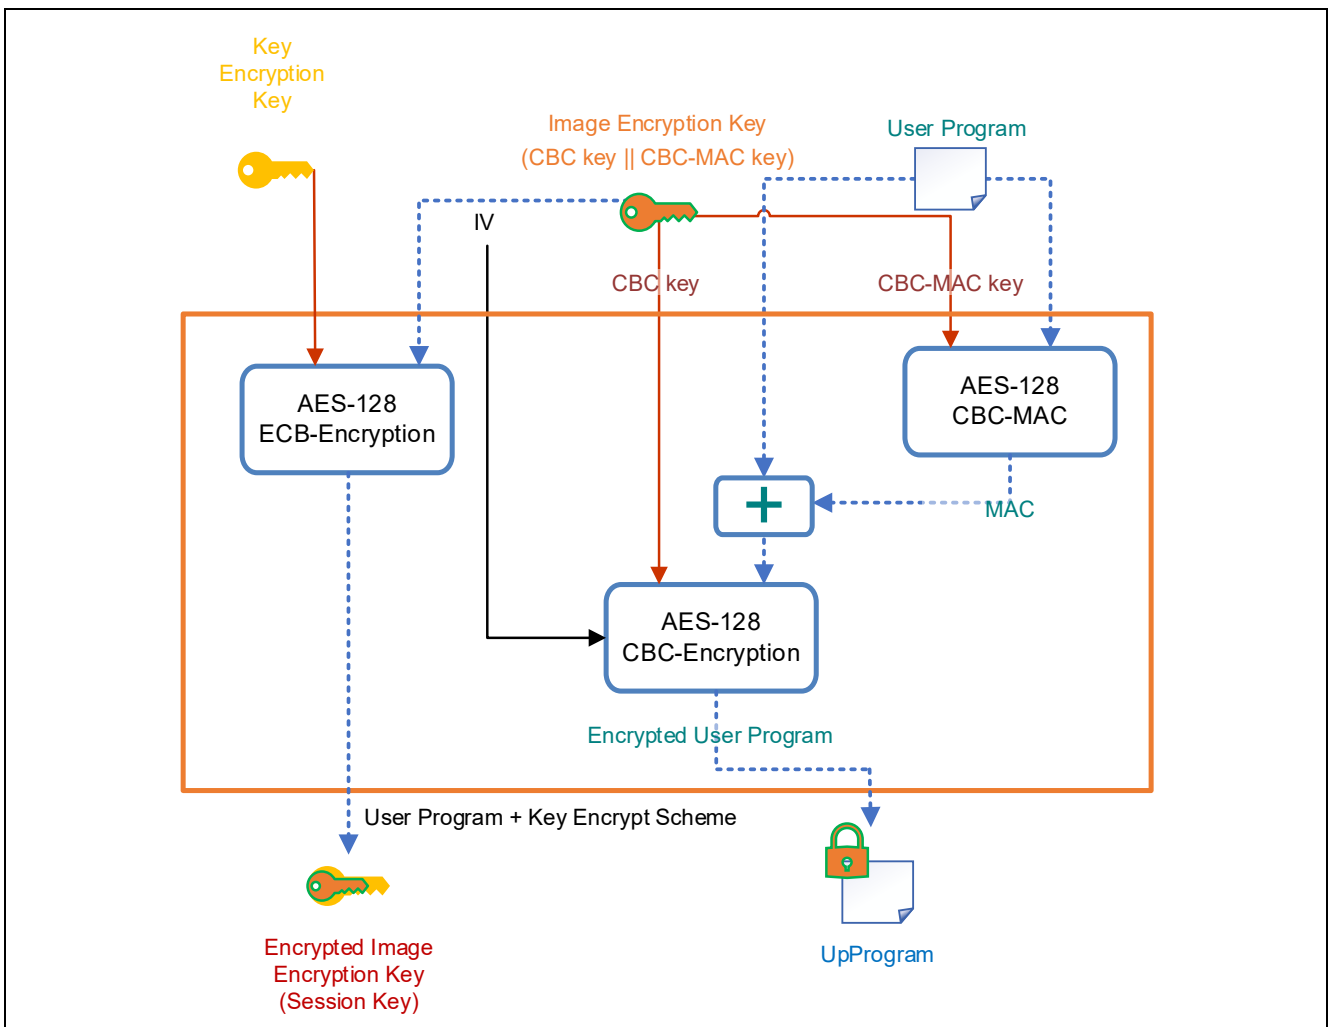 Key
Encryption
Key
Image Encryption Key
(CBC key || CBC-MAC key)
User Program
IV
CBC key
CBC-MAC key
AES-128
ECB-Encryption
AES-128
CBC-MAC
MAC
AES-128
CBC-Encryption
Encrypted User Program
User Program + Key Encrypt Scheme
Encrypted Image
Encryption Key
(Session Key)
UpProgram